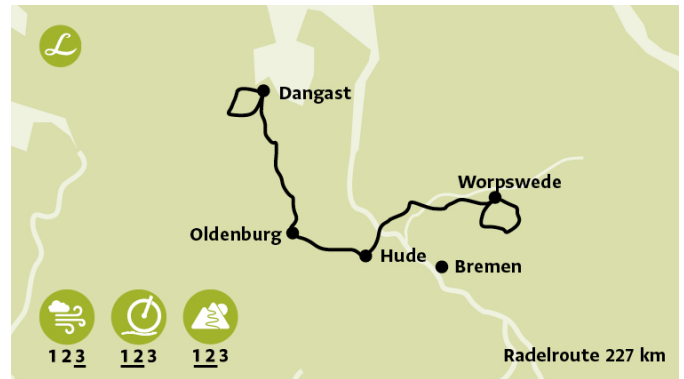 L
Dangast
Worpswede
Oldenburg
Hude
Bremen
1 2 3
1 2 3
1 2 3
Radelroute 227 km